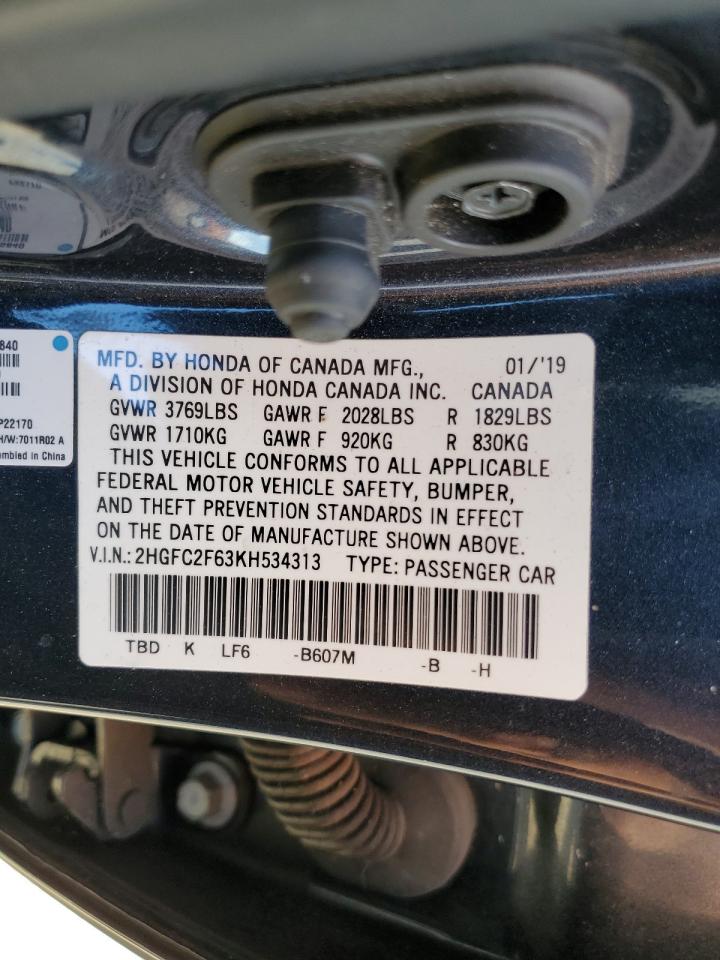 MFD. BY HONDA OF CANADA MFG., 01/'19
A DIVISION OF HONDA CANADA INC. CANADA
GVWR 3769LBS GAWR F 2028LBS R 1829LBS
GVWR 1710KG GAWR F 920KG R 830KG
THIS VEHICLE CONFORMS TO ALL APPLICABLE
FEDERAL MOTOR VEHICLE SAFETY, BUMPER,
AND THEFT PREVENTION STANDARDS IN EFFECT
ON THE DATE OF MANUFACTURE SHOWN ABOVE.
V.I.N.: 2HGFC2F63KH534313 TYPE: PASSENGER CAR
TBD K LF6 -B607M -B -H
840
P22170
H/W:7011R02 A
mbled in China